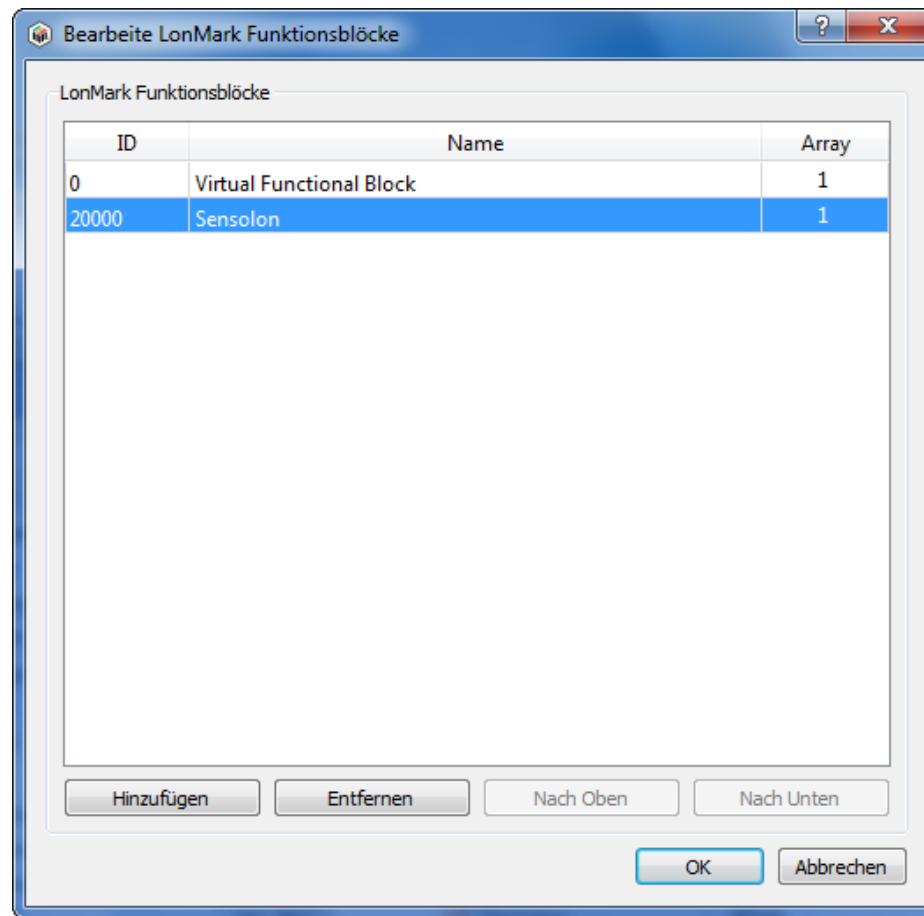 Bearbeite LonMark Funktionsblöcke
LonMark Funktionsblöcke
ID Name Array
0 Virtual Functional Block 1
20000 Sensolon 1
Hinzufügen Entfernen Nach Oben Nach Unten
OK Abbrechen